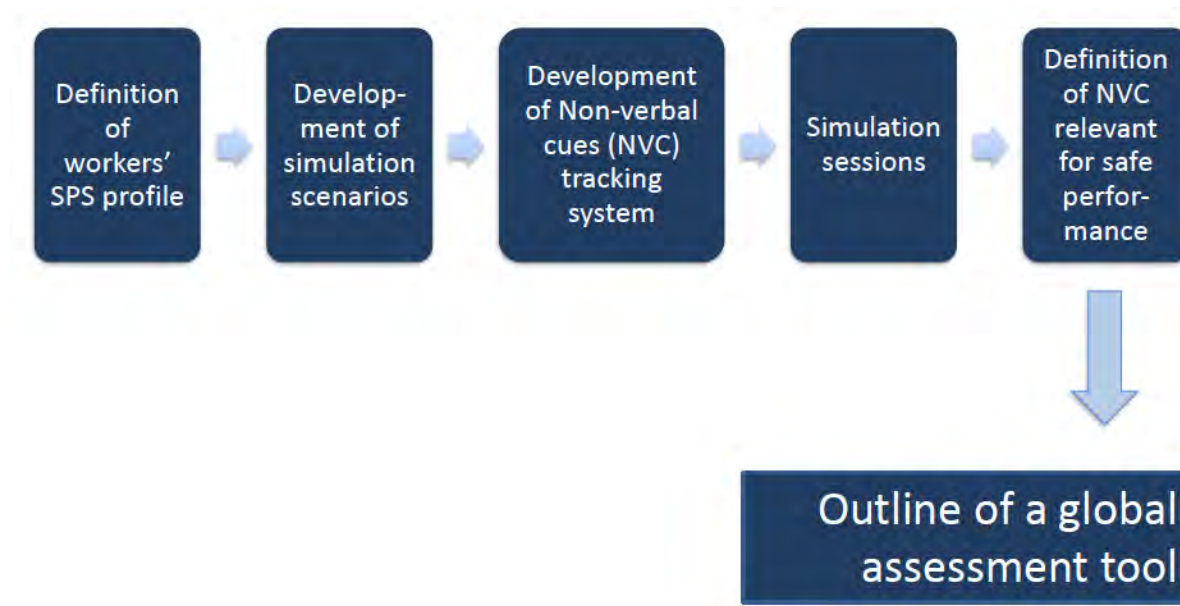 Definition
of
workers’
SPS profile
Develop-
ment of
simulation
scenarios
Development
of Non-verbal
cues (NVC)
tracking
system
Simulation
sessions
Definition
of NVC
relevant
for safe
perfor-
mance
Outline of a global
assessment tool